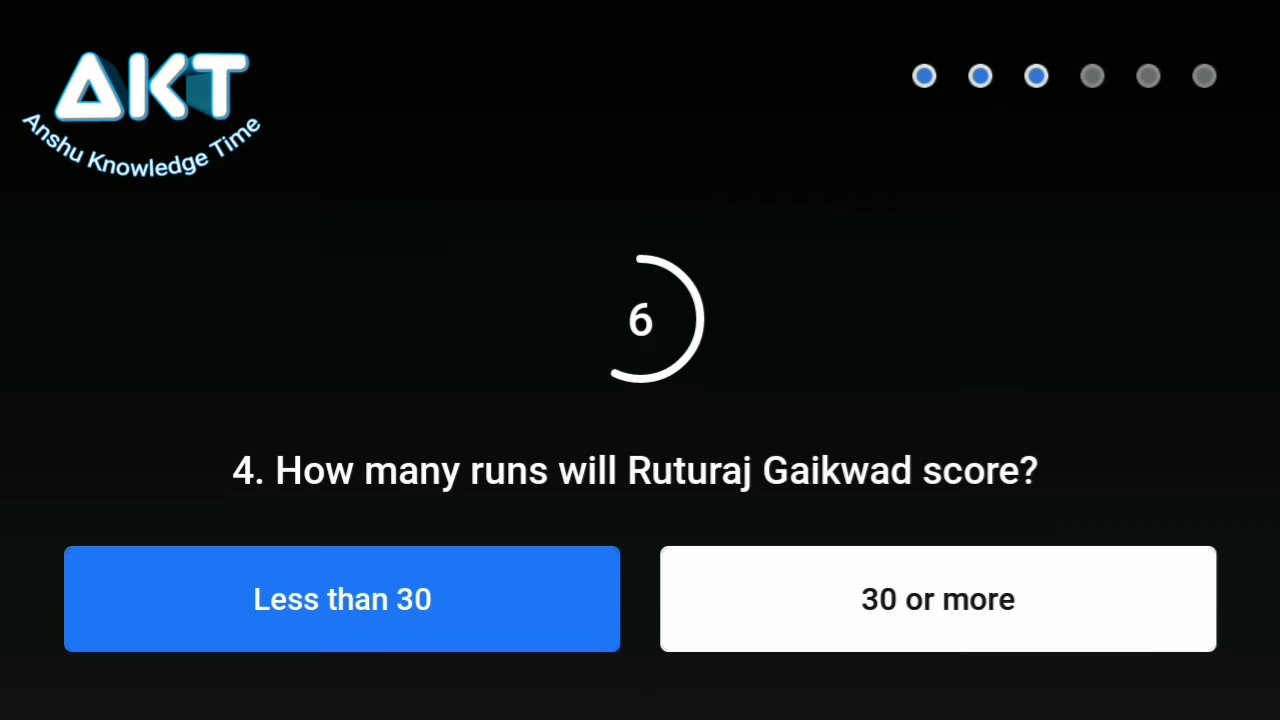 AKT
Anshu Knowledge Time
6
4. How many runs will Ruturaj Gaikwad score?
Less than 30
30 or more